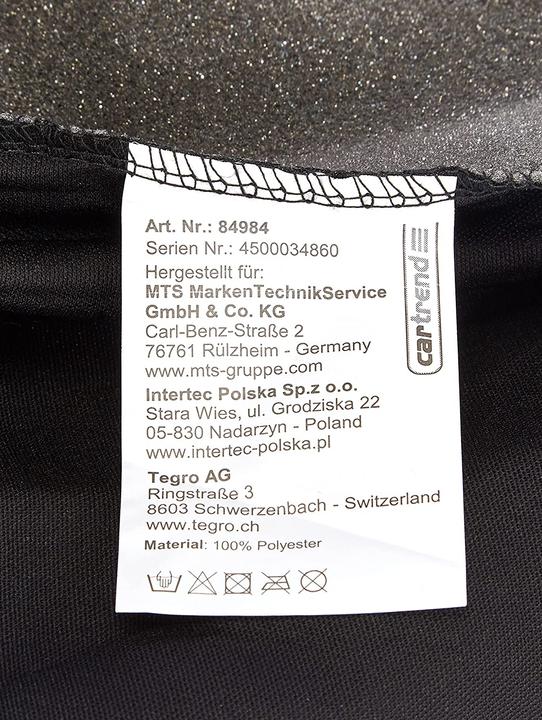 Art. Nr.: 84984
Serien Nr.: 4500034860
Hergestellt für:
MTS MarkenTechnikService
GmbH & Co. KG
Carl-Benz-Straße 2
76761 Rülzheim - Germany
www.mts-gruppe.com
Intertec Polska Sp.z o.o.
Stara Wies, ul. Grodziska 22
05-830 Nadarzyn - Poland
www.intertec-polska.pl
Tegro AG
Ringstraße 3
8603 Schwerzenbach - Switzerland
www.tegro.ch
Material: 100% Polyester
cartrend